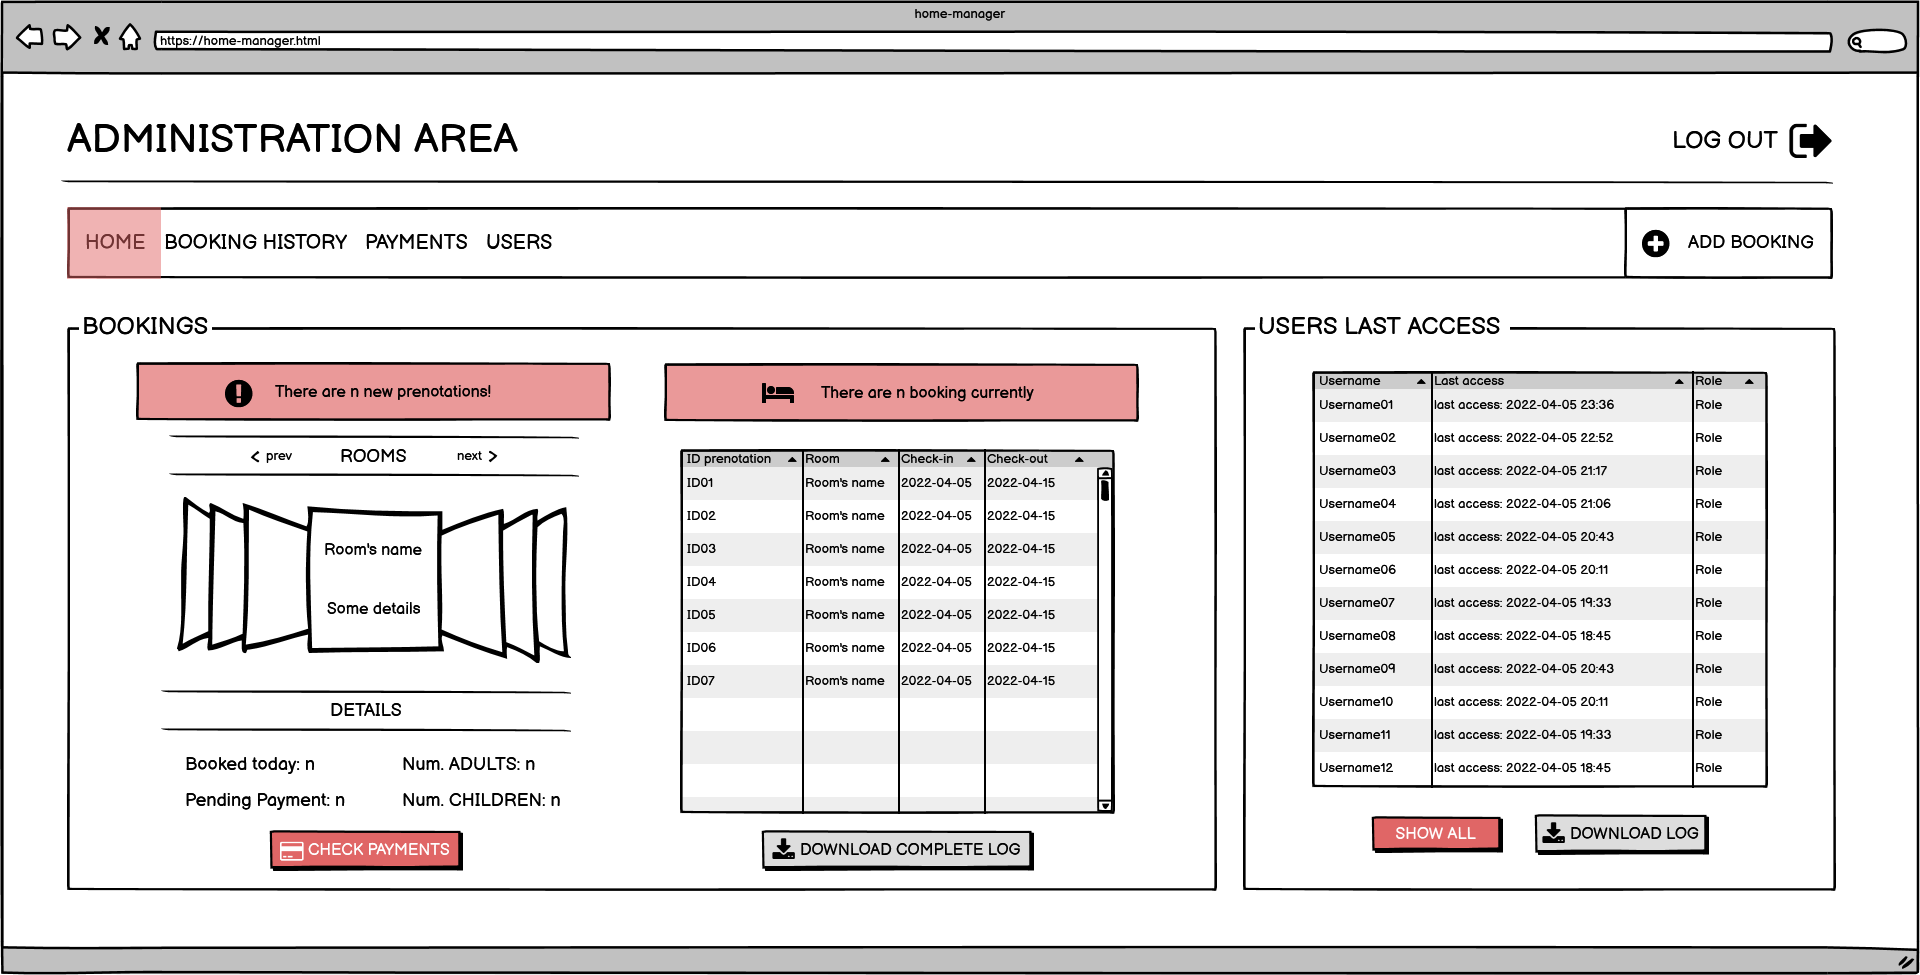 home-manager
https://home-manager.html
ADMINISTRATION AREA
LOG OUT
HOME BOOKING HISTORY PAYMENTS USERS
ADD BOOKING
BOOKINGS
There are n new prenotations!
prev ROOMS next
Room's name
Some details
DETAILS
Booked today: n Num. ADULTS: n
Pending Payment: n Num. CHILDREN: n
CHECK PAYMENTS
There are n booking currently
ID prenotation Room Check-in Check-out
ID01 Room's name 2022-04-05 2022-04-15
ID02 Room's name 2022-04-05 2022-04-15
ID03 Room's name 2022-04-05 2022-04-15
ID04 Room's name 2022-04-05 2022-04-15
ID05 Room's name 2022-04-05 2022-04-15
ID06 Room's name 2022-04-05 2022-04-15
ID07 Room's name 2022-04-05 2022-04-15
DOWNLOAD COMPLETE LOG
USERS LAST ACCESS
Username Last access Role
Username01 last access: 2022-04-05 23:36 Role
Username02 last access: 2022-04-05 22:52 Role
Username03 last access: 2022-04-05 21:17 Role
Username04 last access: 2022-04-05 21:06 Role
Username05 last access: 2022-04-05 20:43 Role
Username06 last access: 2022-04-05 20:11 Role
Username07 last access: 2022-04-05 19:33 Role
Username08 last access: 2022-04-05 18:45 Role
Username09 last access: 2022-04-05 20:43 Role
Username10 last access: 2022-04-05 20:11 Role
Username11 last access: 2022-04-05 19:33 Role
Username12 last access: 2022-04-05 18:45 Role
SHOW ALL
DOWNLOAD LOG